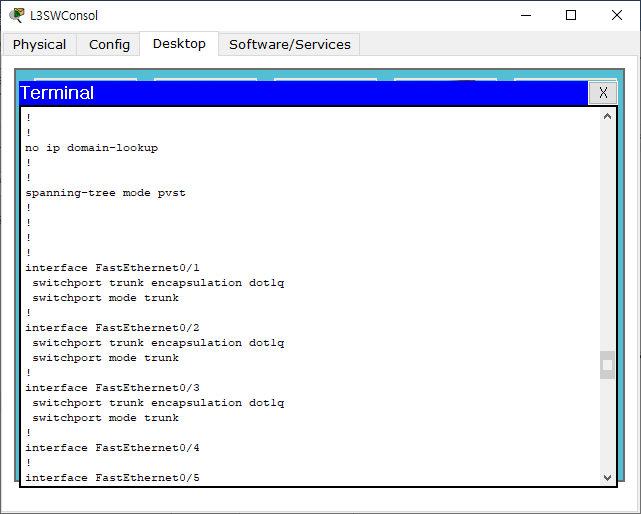 L3SWConsol
Physical Config Desktop Software/Services
Terminal X
!
!
no ip domain-lookup
!
!
spanning-tree mode pvst
!
!
!
!
interface FastEthernet0/1
switchport trunk encapsulation dot1q
switchport mode trunk
!
interface FastEthernet0/2
switchport trunk encapsulation dot1q
switchport mode trunk
!
interface FastEthernet0/3
switchport trunk encapsulation dot1q
switchport mode trunk
!
interface FastEthernet0/4
!
interface FastEthernet0/5